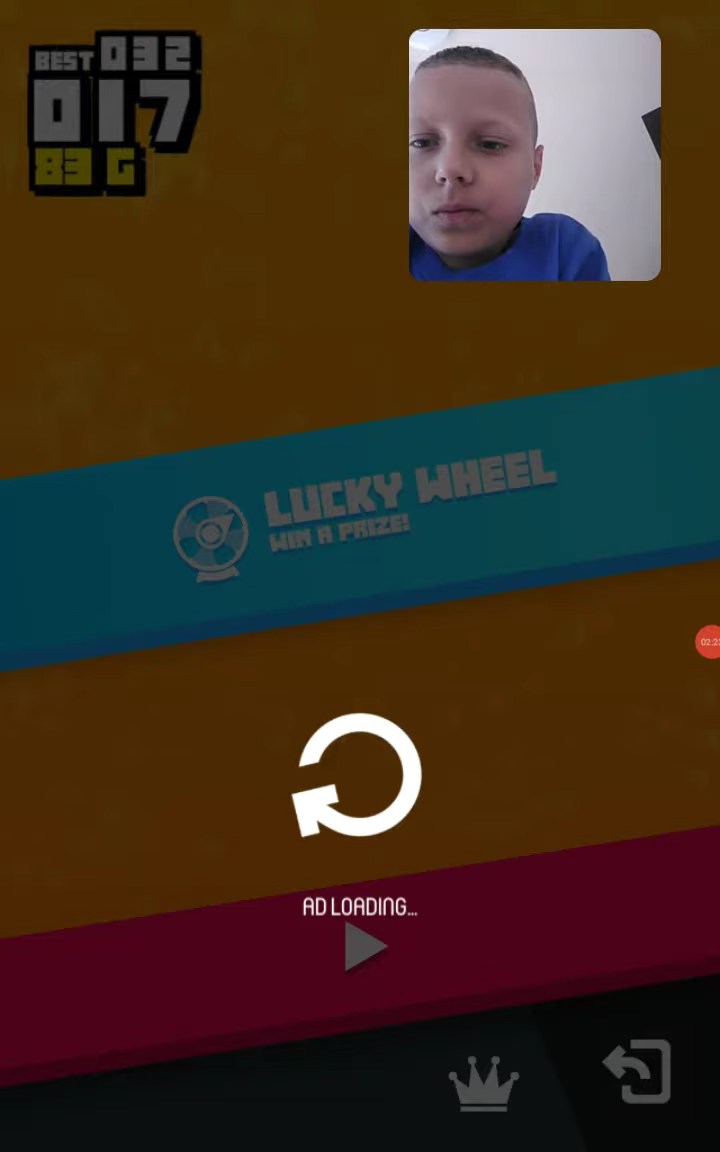 BEST 032
017
83 G
LUCKY WHEEL
WIN A PRIZE!
AD LOADING...